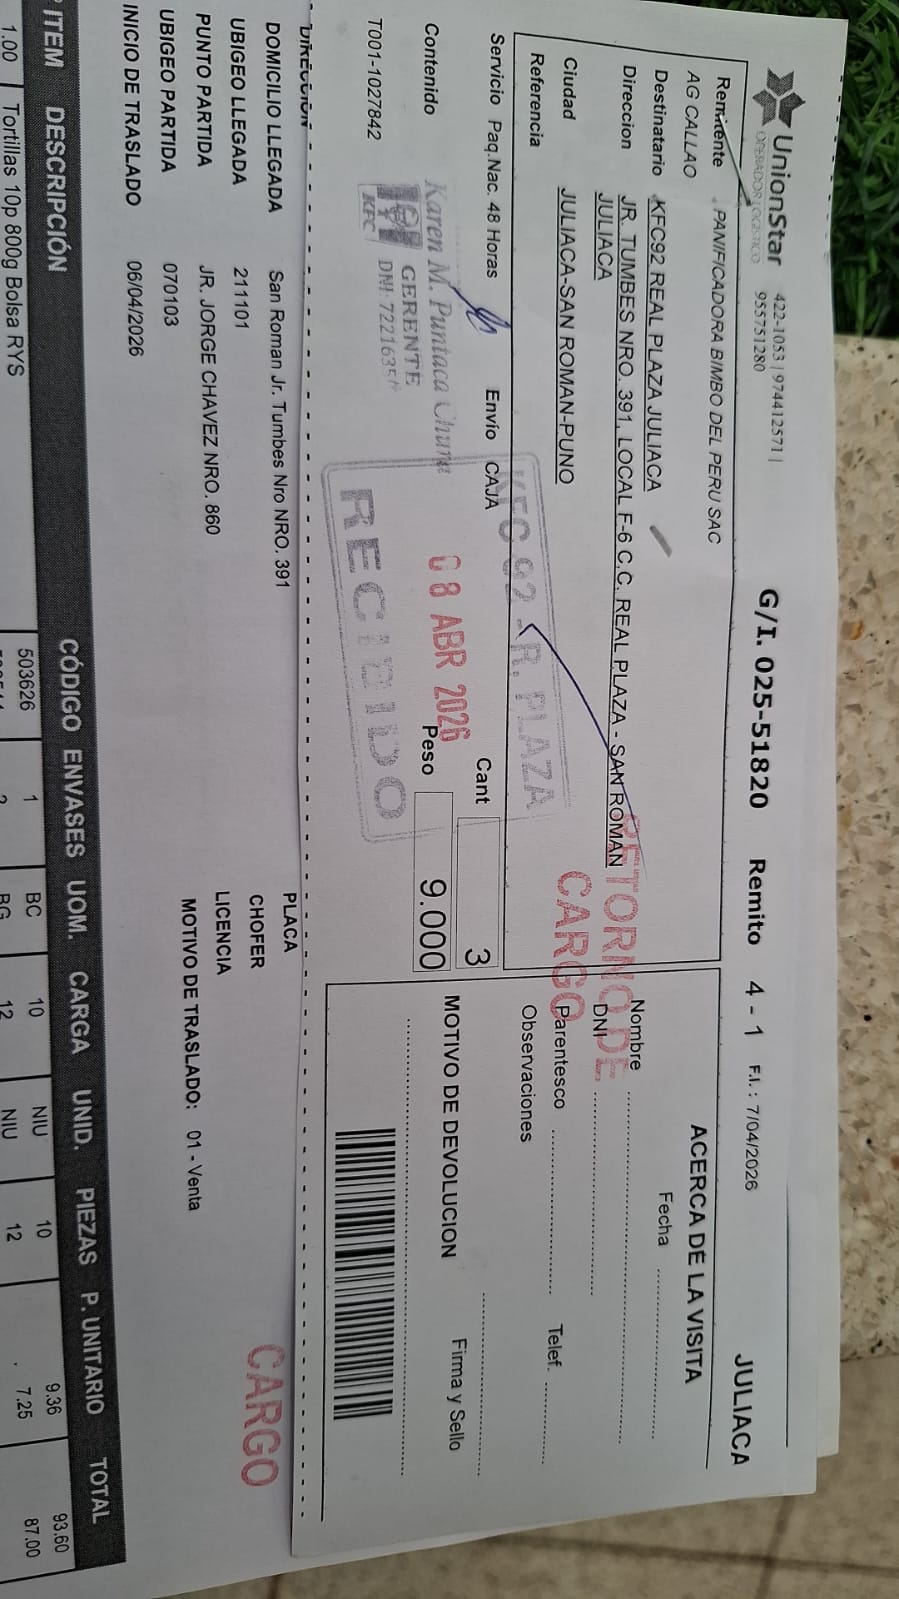 UnionStar
OPERADOR LOGISTICO
422-1053 | 974412571 |
955751280
G/I. 025-51820 Remito 4 - 1 F.I. : 7/04/2026
JULIACA
Remitente PANIFICADORA BIMBO DEL PERU SAC
AG CALLAO
Destinatario KFC92 REAL PLAZA JULIACA
Direccion JR. TUMBES NRO. 391, LOCAL F-6 C.C. REAL PLAZA - SAN ROMAN
JULIACA
Ciudad JULIACA-SAN ROMAN-PUNO
Referencia
Servicio Paq.Nac. 48 Horas Envio CAJA Cant 3
Contenido Peso 9.000
T001-1027842
ACERCA DE LA VISITA
Fecha
Nombre
DNI
Parentesco Telef.
Observaciones
MOTIVO DE DEVOLUCION
Firma y Sello
RETORNO DE
CARGO
KFC 92 - R. PLAZA
08 ABR 2026
RECIBIDO
Karen M. Puntaca
GERENTE
KFC
DNI:
DIRECCIÓN
DOMICILIO LLEGADA San Roman Jr. Tumbes Nro NRO. 391
UBIGEO LLEGADA 211101
PUNTO PARTIDA JR. JORGE CHAVEZ NRO. 860
UBIGEO PARTIDA 070103
INICIO DE TRASLADO 06/04/2026
PLACA
CHOFER
LICENCIA
MOTIVO DE TRASLADO: 01 - Venta
CARGO
ITEM DESCRIPCIÓN CÓDIGO ENVASES UOM. CARGA UNID. PIEZAS P. UNITARIO TOTAL
1.00 Tortillas 10p 800g Bolsa RYS 503626 1 BC 10 NIU 10 9.36 93.60
2 BG 12 NIU 12 7.25 87.00